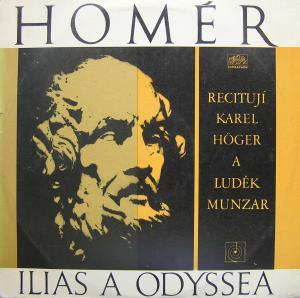 HOMÉR
RECITUJÍ
KAREL
HÖGER
A
LUDĚK
MUNZAR
ILIAS A ODYSSEA